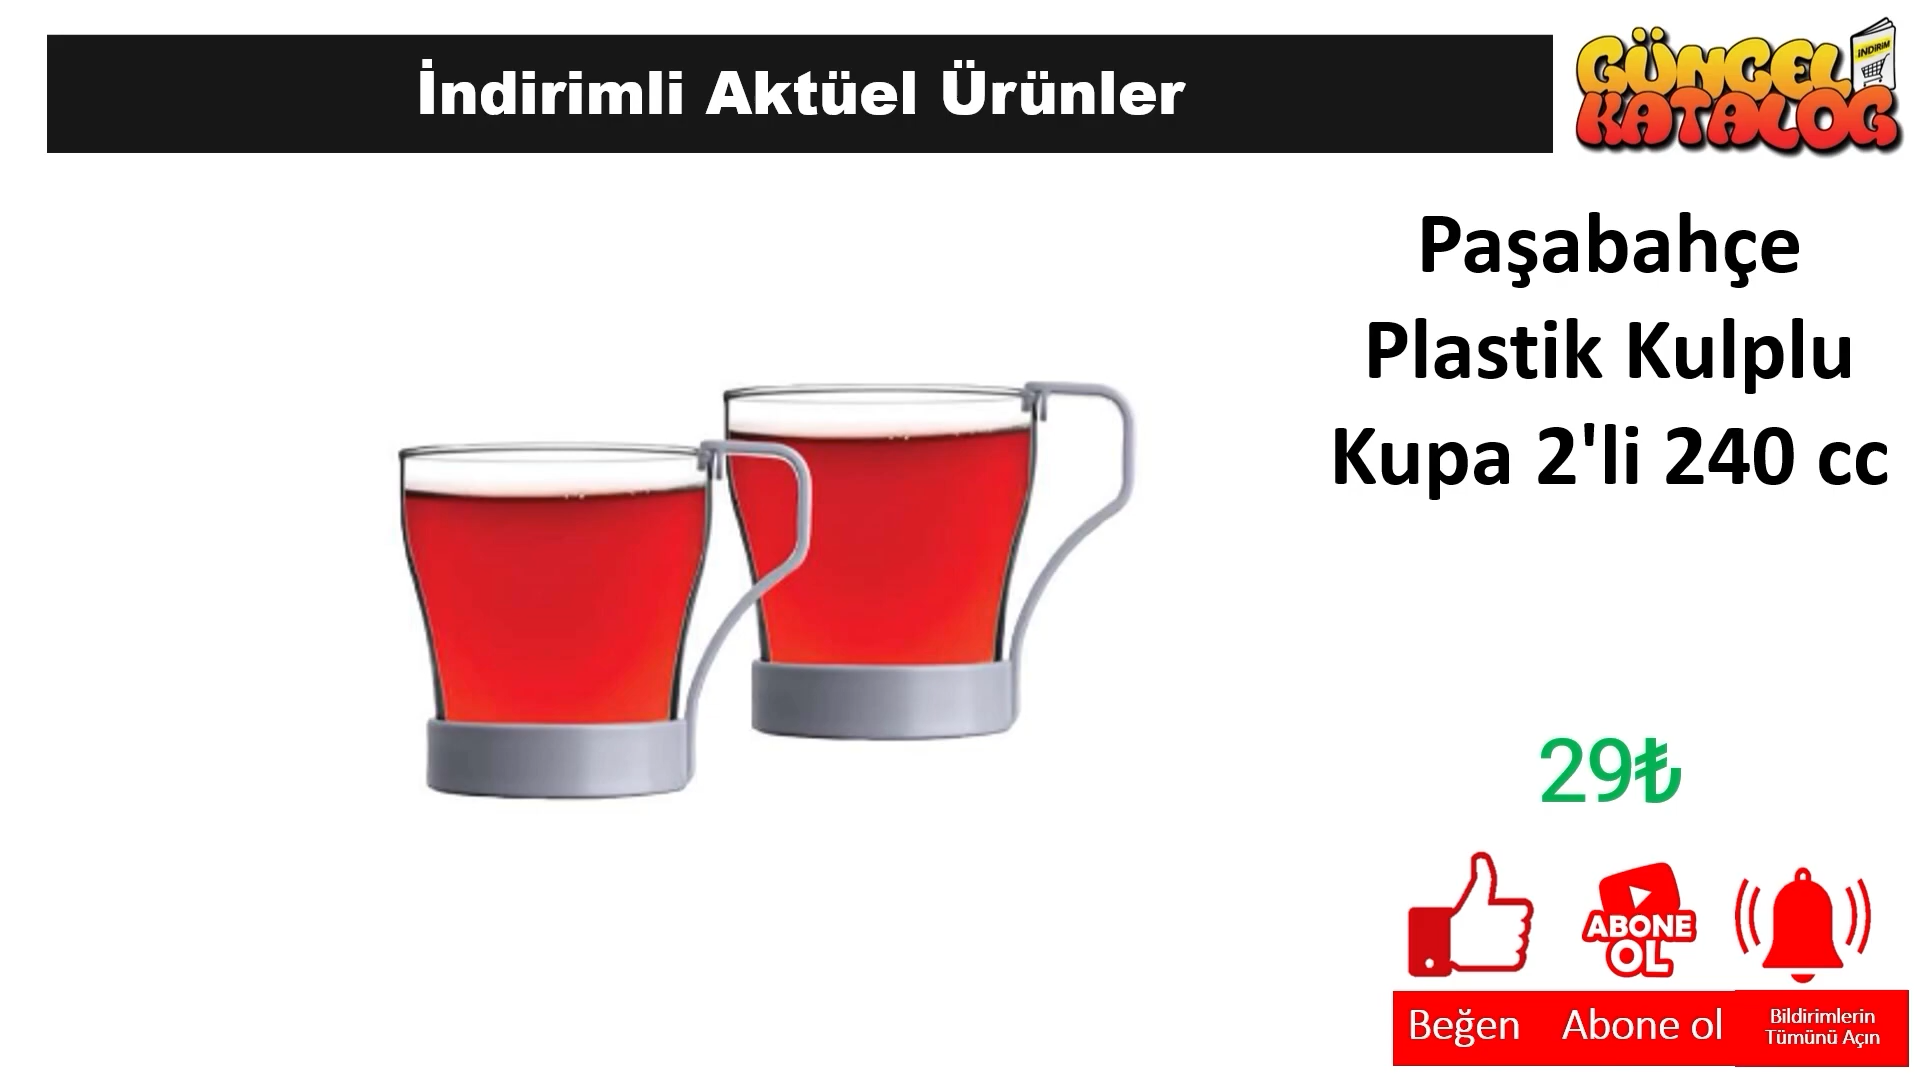 İndirimli Aktüel Ürünler
GÜNCEL
KATALOG
İNDİRİM
Paşabahçe
Plastik Kulplu
Kupa 2'li 240 cc
29₺
ABONE
OL
Beğen
Abone ol
Bildirimlerin
Tümünü Açın